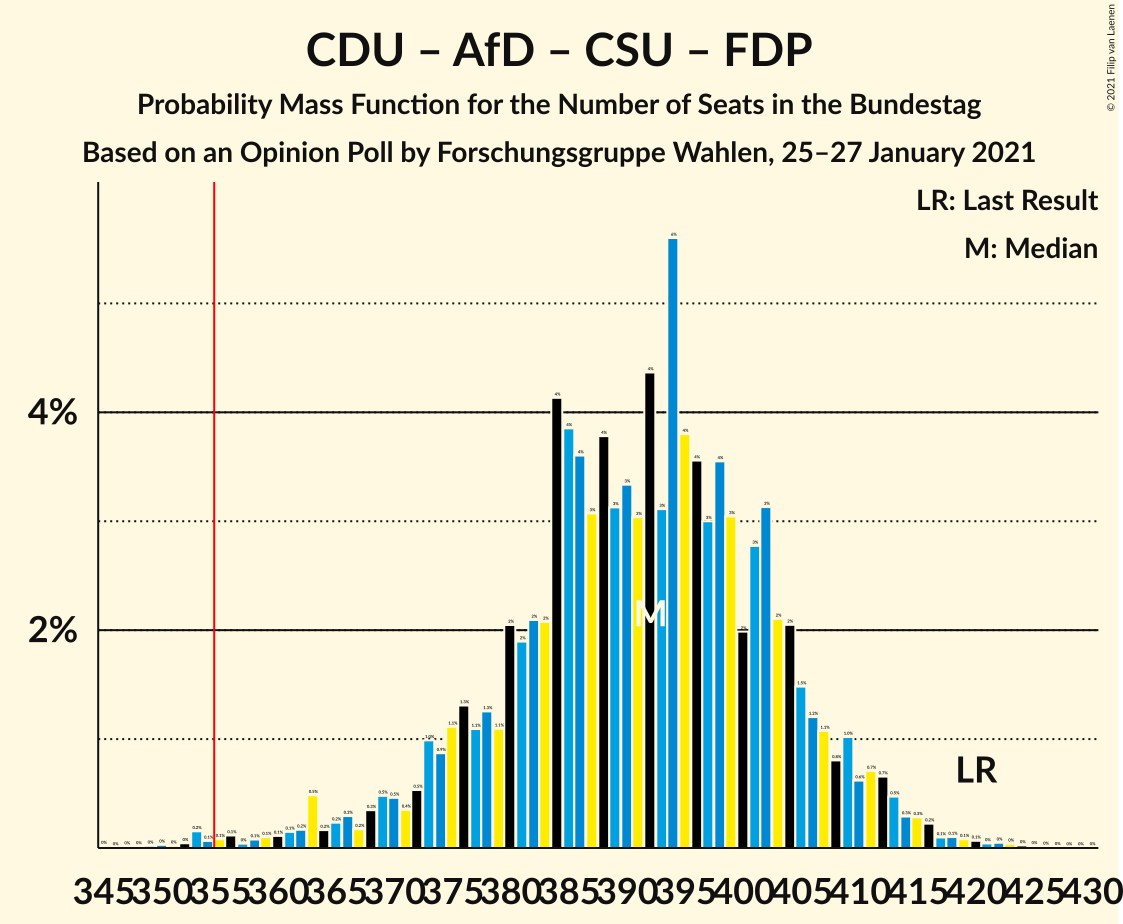 CDU – AfD – CSU – FDP
Probability Mass Function for the Number of Seats in the Bundestag
Based on an Opinion Poll by Forschungsgruppe Wahlen, 25–27 January 2021
© 2021 Filip van Laenen
LR: Last Result
M: Median
4%
2%
M
LR
345 350 355 360 365 370 375 380 385 390 395 400 405 410 415 420 425 430